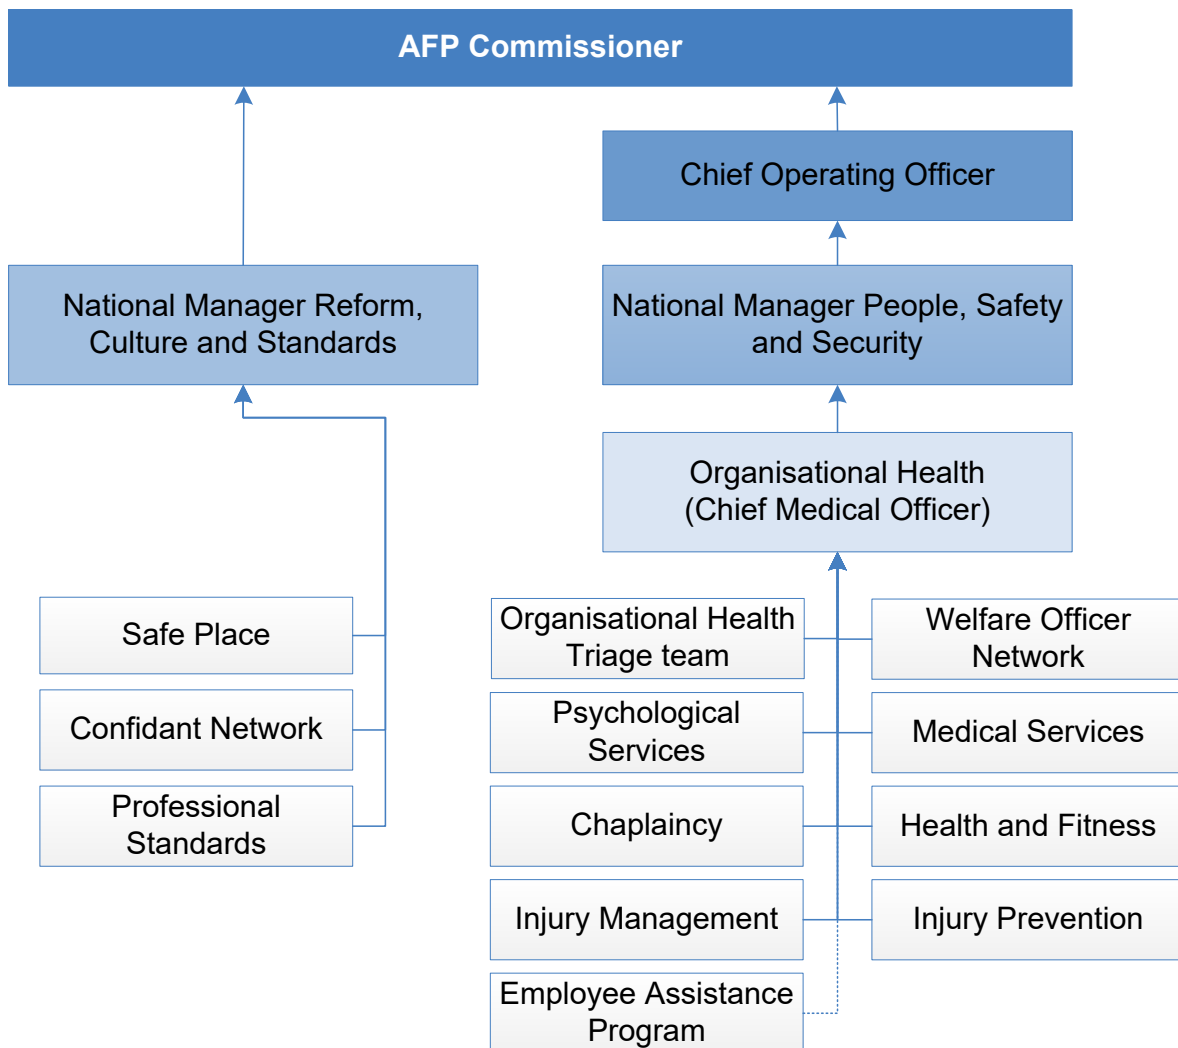 AFP Commissioner
Chief Operating Officer
National Manager Reform,
Culture and Standards
National Manager People, Safety
and Security
Organisational Health
(Chief Medical Officer)
Safe Place
Confidant Network
Professional
Standards
Organisational Health
Triage team
Welfare Officer
Network
Psychological
Services
Medical Services
Chaplaincy
Health and Fitness
Injury Management
Injury Prevention
Employee Assistance
Program